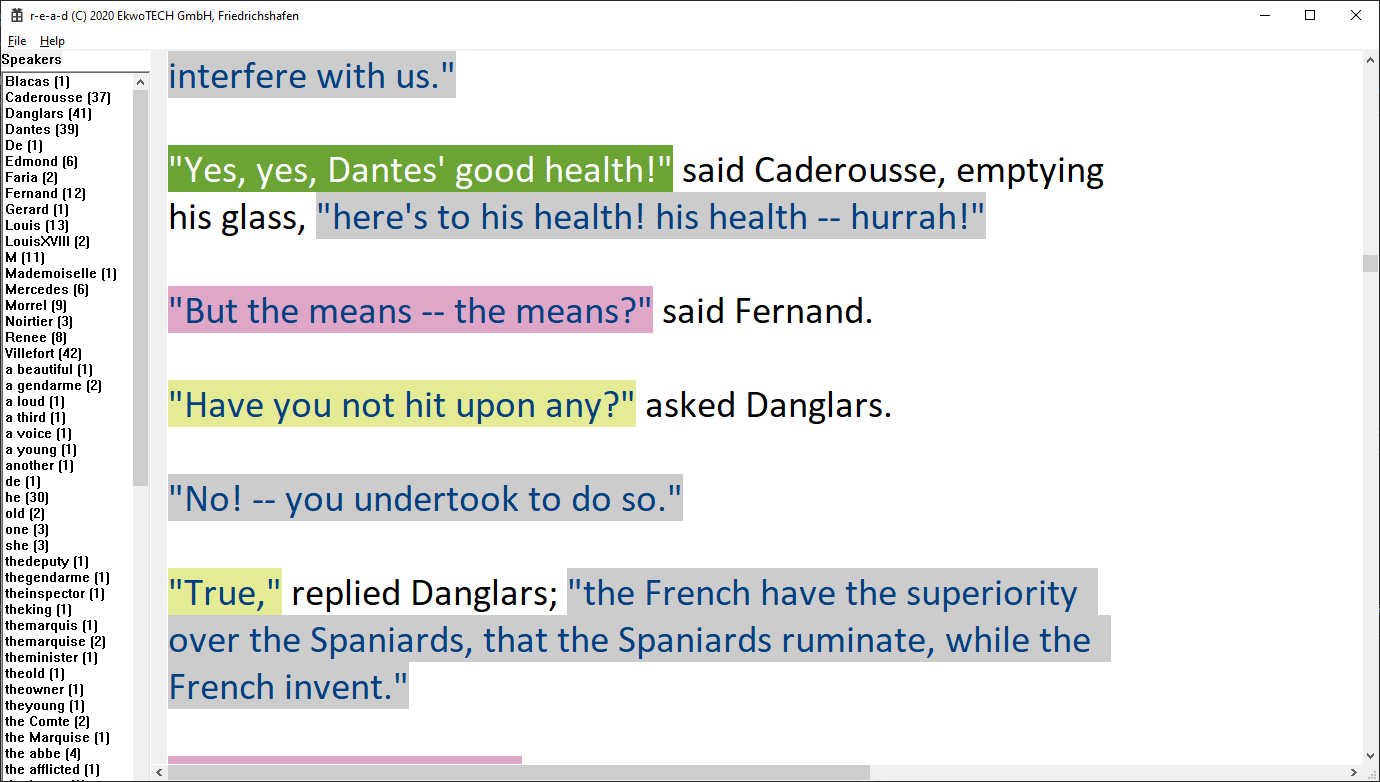 r-e-a-d (C) 2020 EkwoTECH GmbH, Friedrichshafen
File Help
Speakers
Blacas (1)
Caderousse (37)
Danglars (41)
Dantes (39)
De (1)
Edmond (6)
Faria (2)
Fernand (12)
Gerard (1)
Louis (13)
LouisXVIII (2)
M (11)
Mademoiselle (1)
Mercedes (6)
Morrel (9)
Noirtier (3)
Renee (8)
Villefort (42)
a beautiful (1)
a gendarme (2)
a loud (1)
a third (1)
a voice (1)
a young (1)
another (1)
de (1)
he (30)
old (2)
one (3)
she (3)
thedeputy (1)
thegendarme (1)
theinspector (1)
theking (1)
themarquis (1)
themarquise (2)
theminister (1)
theold (1)
theowner (1)
theyoung (1)
the Comte (2)
the Marquise (1)
the abbe (4)
the afflicted (1)
interfere with us."
"Yes, yes, Dantes' good health!" said Caderousse, emptying
his glass, "here's to his health! his health -- hurrah!"
"But the means -- the means?" said Fernand.
"Have you not hit upon any?" asked Danglars.
"No! -- you undertook to do so."
"True," replied Danglars; "the French have the superiority
over the Spaniards, that the Spaniards ruminate, while the
French invent."